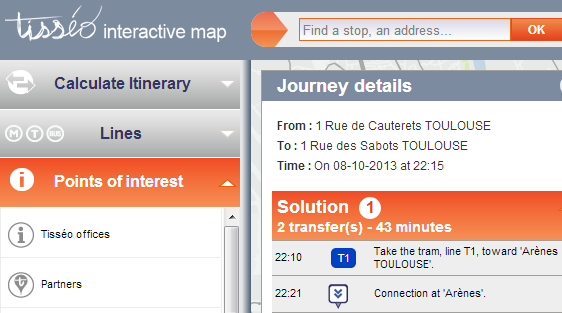 tisséo interactive map
Find a stop, an address...
OK
Calculate Itinerary
M T BUS Lines
i Points of interest
i Tisséo offices
Partners
Journey details
From : 1 Rue de Cauterets TOULOUSE
To : 1 Rue des Sabots TOULOUSE
Time : On 08-10-2013 at 22:15
Solution 1
2 transfer(s) - 43 minutes
22:10 T1 Take the tram, line T1, toward 'Arènes
TOULOUSE'.
22:21 Connection at 'Arènes'.